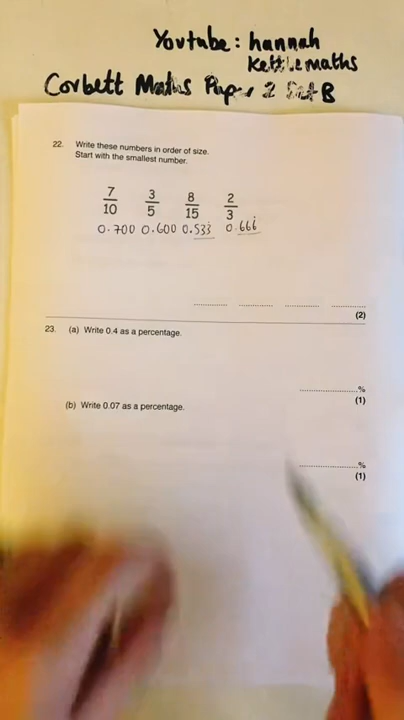 Youtube: hannah
kettlemaths
Corbett Maths Paper 2 Set B
22. Write these numbers in order of size.
Start with the smallest number.
7/10 3/5 8/15 2/3
0.700 0.600 0.533̇ 0.666̇
(2)
23. (a) Write 0.4 as a percentage.
%
(1)
(b) Write 0.07 as a percentage.
%
(1)